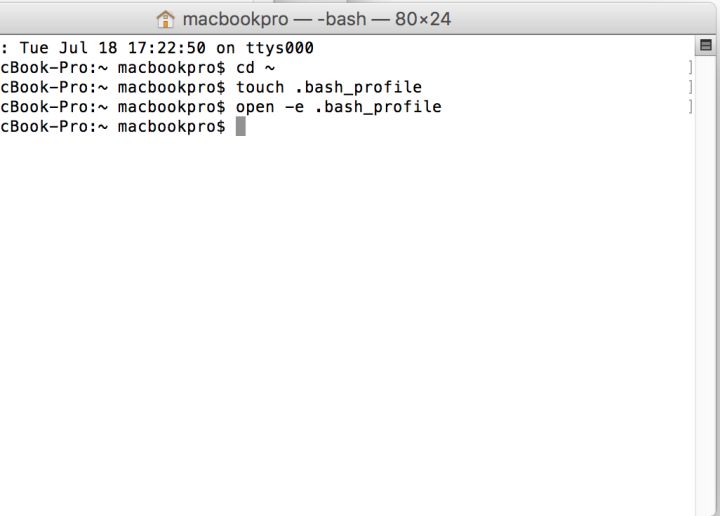 macbookpro — -bash — 80×24
: Tue Jul 18 17:22:50 on ttys000
cBook-Pro:~ macbookpro$ cd ~
cBook-Pro:~ macbookpro$ touch .bash_profile
cBook-Pro:~ macbookpro$ open -e .bash_profile
cBook-Pro:~ macbookpro$